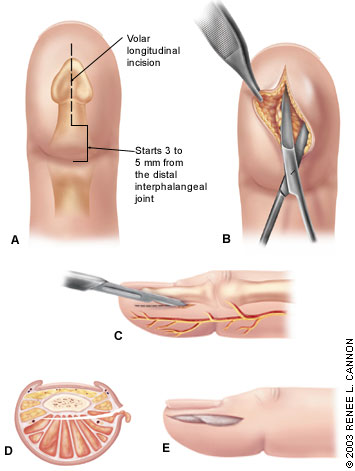 Volar
longitudinal
incision
Starts 3 to
5 mm from
the distal
interphalangeal
joint
A
B
C
D
E
© 2003 RENEE L. CANNON